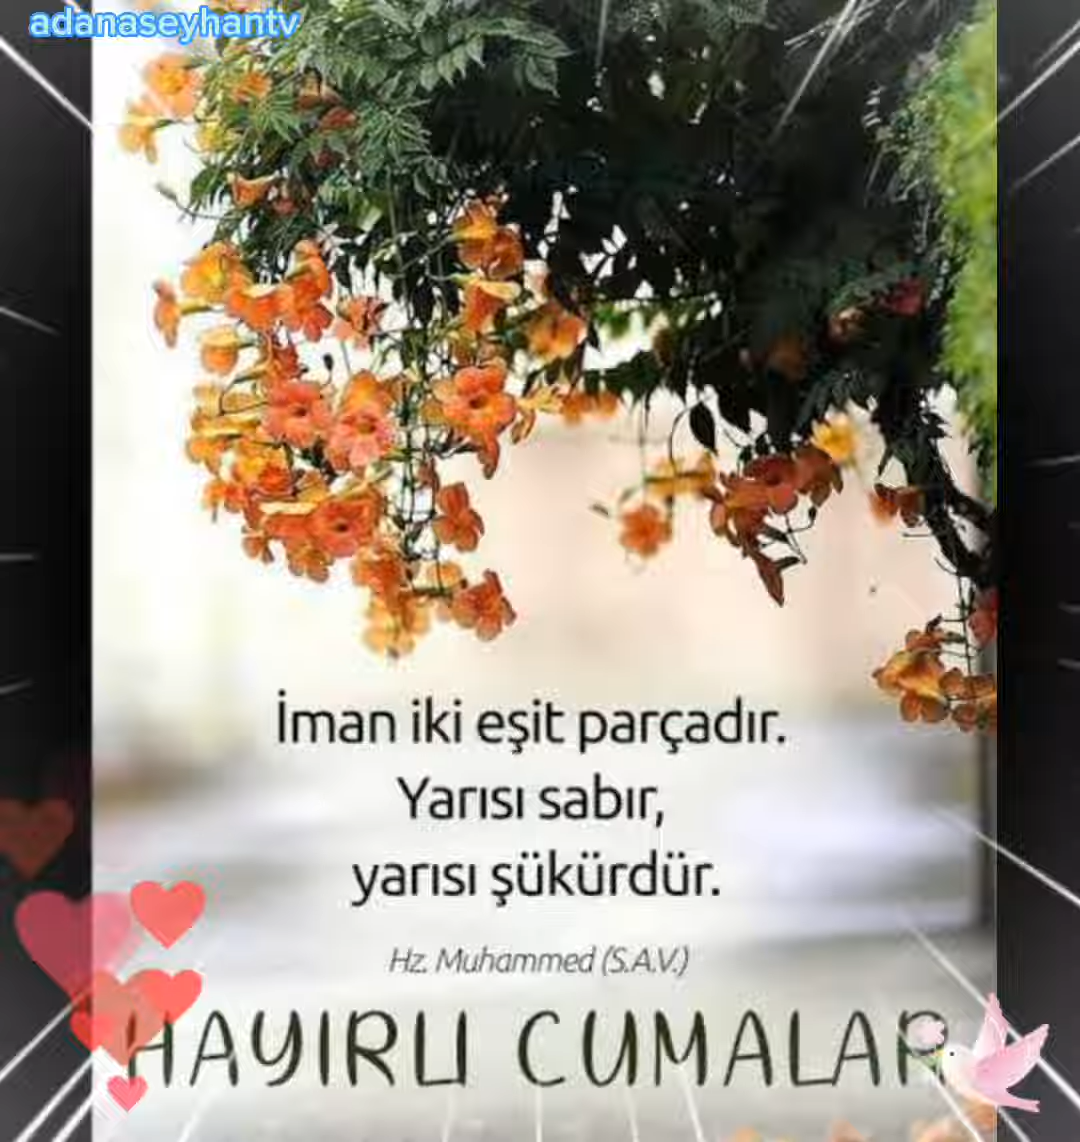 adanaseyhantv
İman iki eşit parçadır.
Yarısı sabır,
yarısı şükürdür.
Hz. Muhammed (S.A.V.)
HAYIRLI CUMALAR